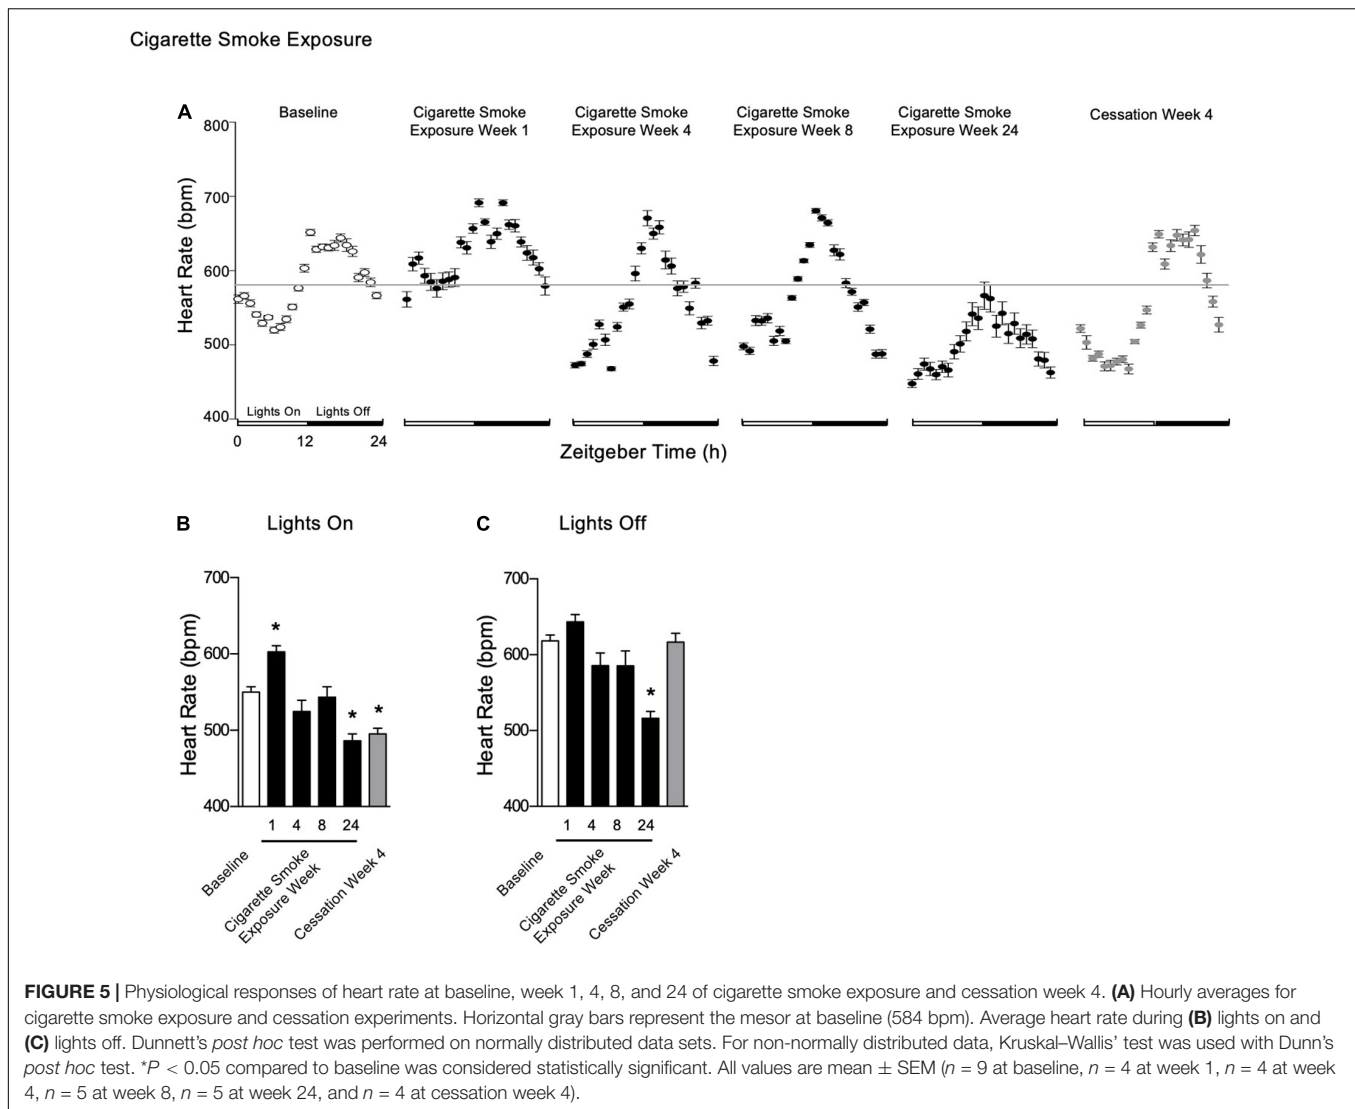 Cigarette Smoke Exposure
A
Baseline
Cigarette Smoke
Exposure Week 1
Cigarette Smoke
Exposure Week 4
Cigarette Smoke
Exposure Week 8
Cigarette Smoke
Exposure Week 24
Cessation Week 4
Heart Rate (bpm)
800
700
600
500
400
Lights On
Lights Off
0
12
24
Zeitgeber Time (h)
B
Lights On
Heart Rate (bpm)
700
600
500
400
*
*
*
1
4
8
24
Baseline
Cigarette Smoke
Exposure Week
Cessation Week 4
C
Lights Off
Heart Rate (bpm)
700
600
500
400
*
1
4
8
24
Baseline
Cigarette Smoke
Exposure Week
Cessation Week 4
FIGURE 5 | Physiological responses of heart rate at baseline, week 1, 4, 8, and 24 of cigarette smoke exposure and cessation week 4. (A) Hourly averages for
cigarette smoke exposure and cessation experiments. Horizontal gray bars represent the mesor at baseline (584 bpm). Average heart rate during (B) lights on and
(C) lights off. Dunnett’s post hoc test was performed on normally distributed data sets. For non-normally distributed data, Kruskal–Wallis’ test was used with Dunn’s
post hoc test. *P < 0.05 compared to baseline was considered statistically significant. All values are mean ± SEM (n = 9 at baseline, n = 4 at week 1, n = 4 at week
4, n = 5 at week 8, n = 5 at week 24, and n = 4 at cessation week 4).